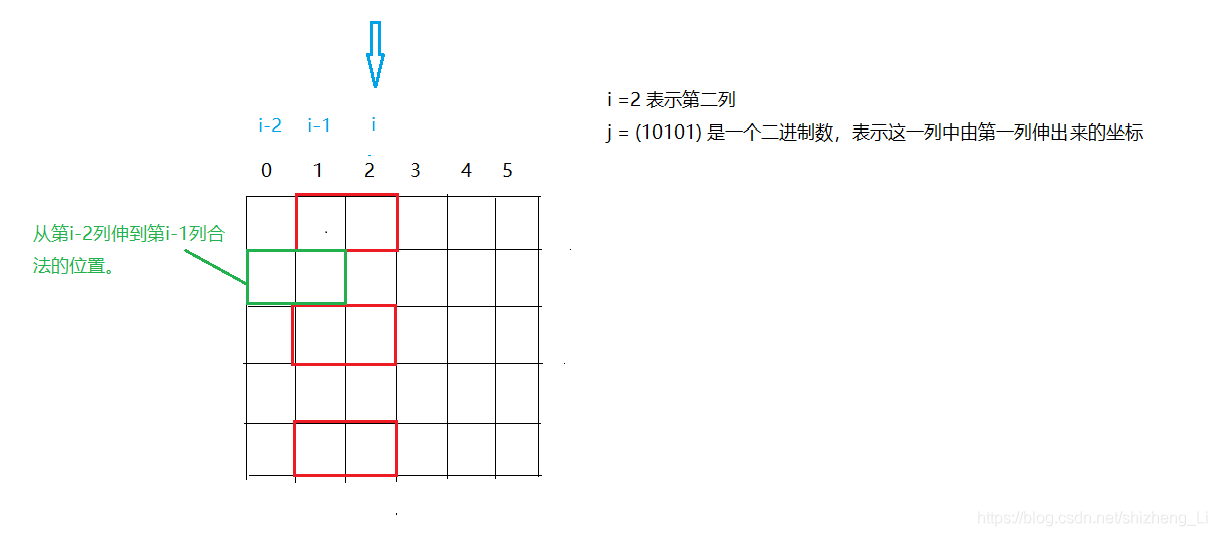 i =2 表示第二列
j = (10101) 是一个二进制数，表示这一列中由第一列伸出来的坐标
i-2 i-1 i
0 1 2 3 4 5
从第i-2列伸到第i-1列合
法的位置。
https://blog.csdn.net/shizheng_Li